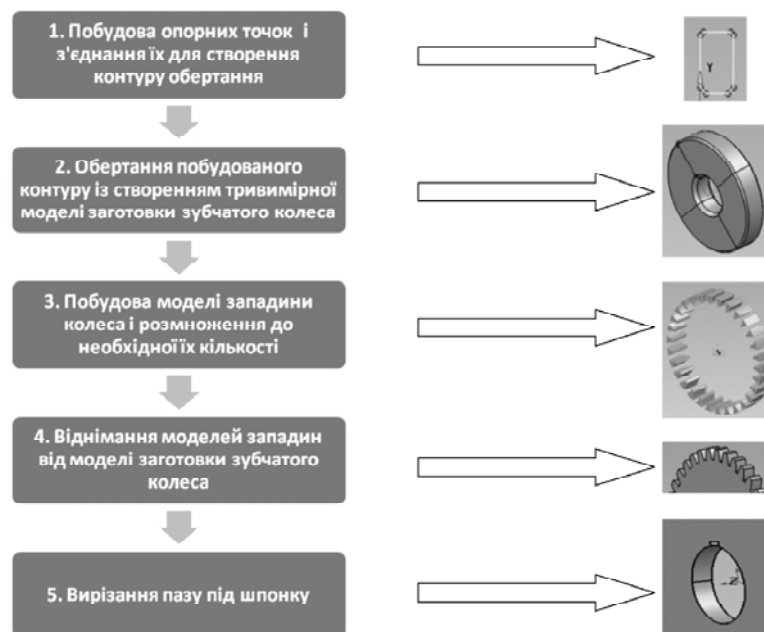 1. Побудова опорних точок і
з'єднання їх для створення
контуру обертання
Y
2. Обертання побудованого
контуру із створенням тривимірної
моделі заготовки зубчатого колеса
3. Побудова моделі западини
колеса і розмноження до
необхідної їх кількості
4. Віднімання моделей западин
від моделі заготовки зубчатого
колеса
5. Вирізання пазу під шпонку